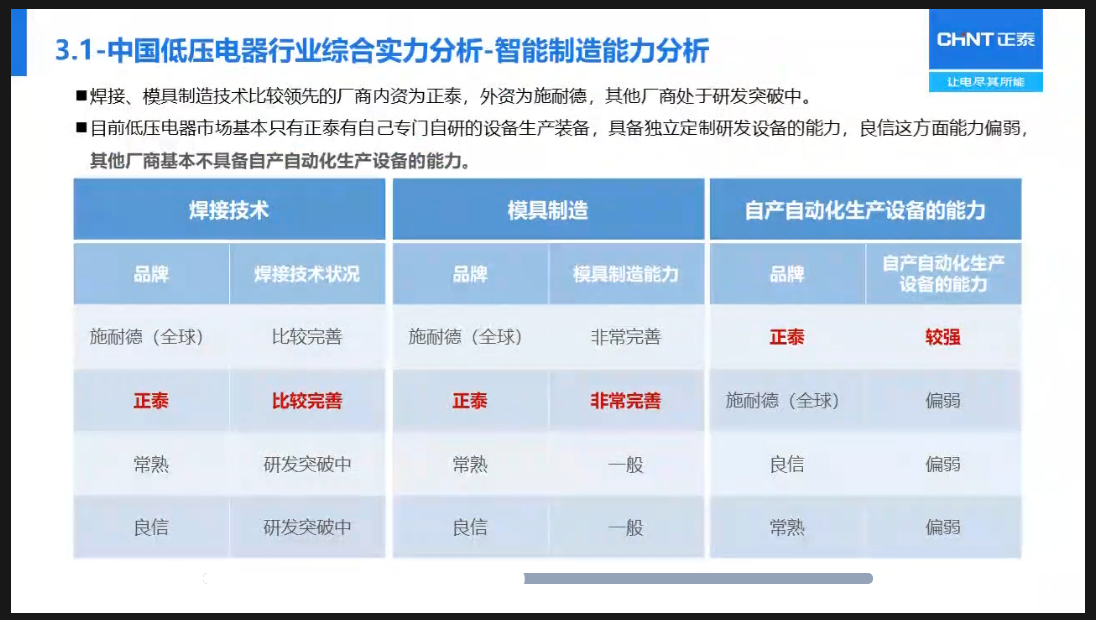 3.1-中国低压电器行业综合实力分析-智能制造能力分析
CHNT 正泰
让电尽其所能
■焊接、模具制造技术比较领先的厂商内资为正泰，外资为施耐德，其他厂商处于研发突破中。
■目前低压电器市场基本只有正泰有自己专门自研的设备生产装备，具备独立定制研发设备的能力，良信这方面能力偏弱，
其他厂商基本不具备自产自动化生产设备的能力。
焊接技术 模具制造 自产自动化生产设备的能力
品牌 焊接技术状况 品牌 模具制造能力 品牌 自产自动化生产
设备的能力
施耐德（全球） 比较完善 施耐德（全球） 非常完善 正泰 较强
正泰 比较完善 正泰 非常完善 施耐德（全球） 偏弱
常熟 研发突破中 常熟 一般 良信 偏弱
良信 研发突破中 良信 一般 常熟 偏弱